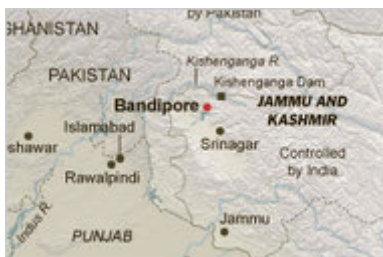 by Pakistan
GHANISTAN
Kishenganga R.
PAKISTAN
Kishenganga Dam
Bandipore
JAMMU AND
KASHMIR
Islamabad
Srinagar
shawar
Controlled
by India
Rawalpindi
Indus R.
Jammu
PUNJAB